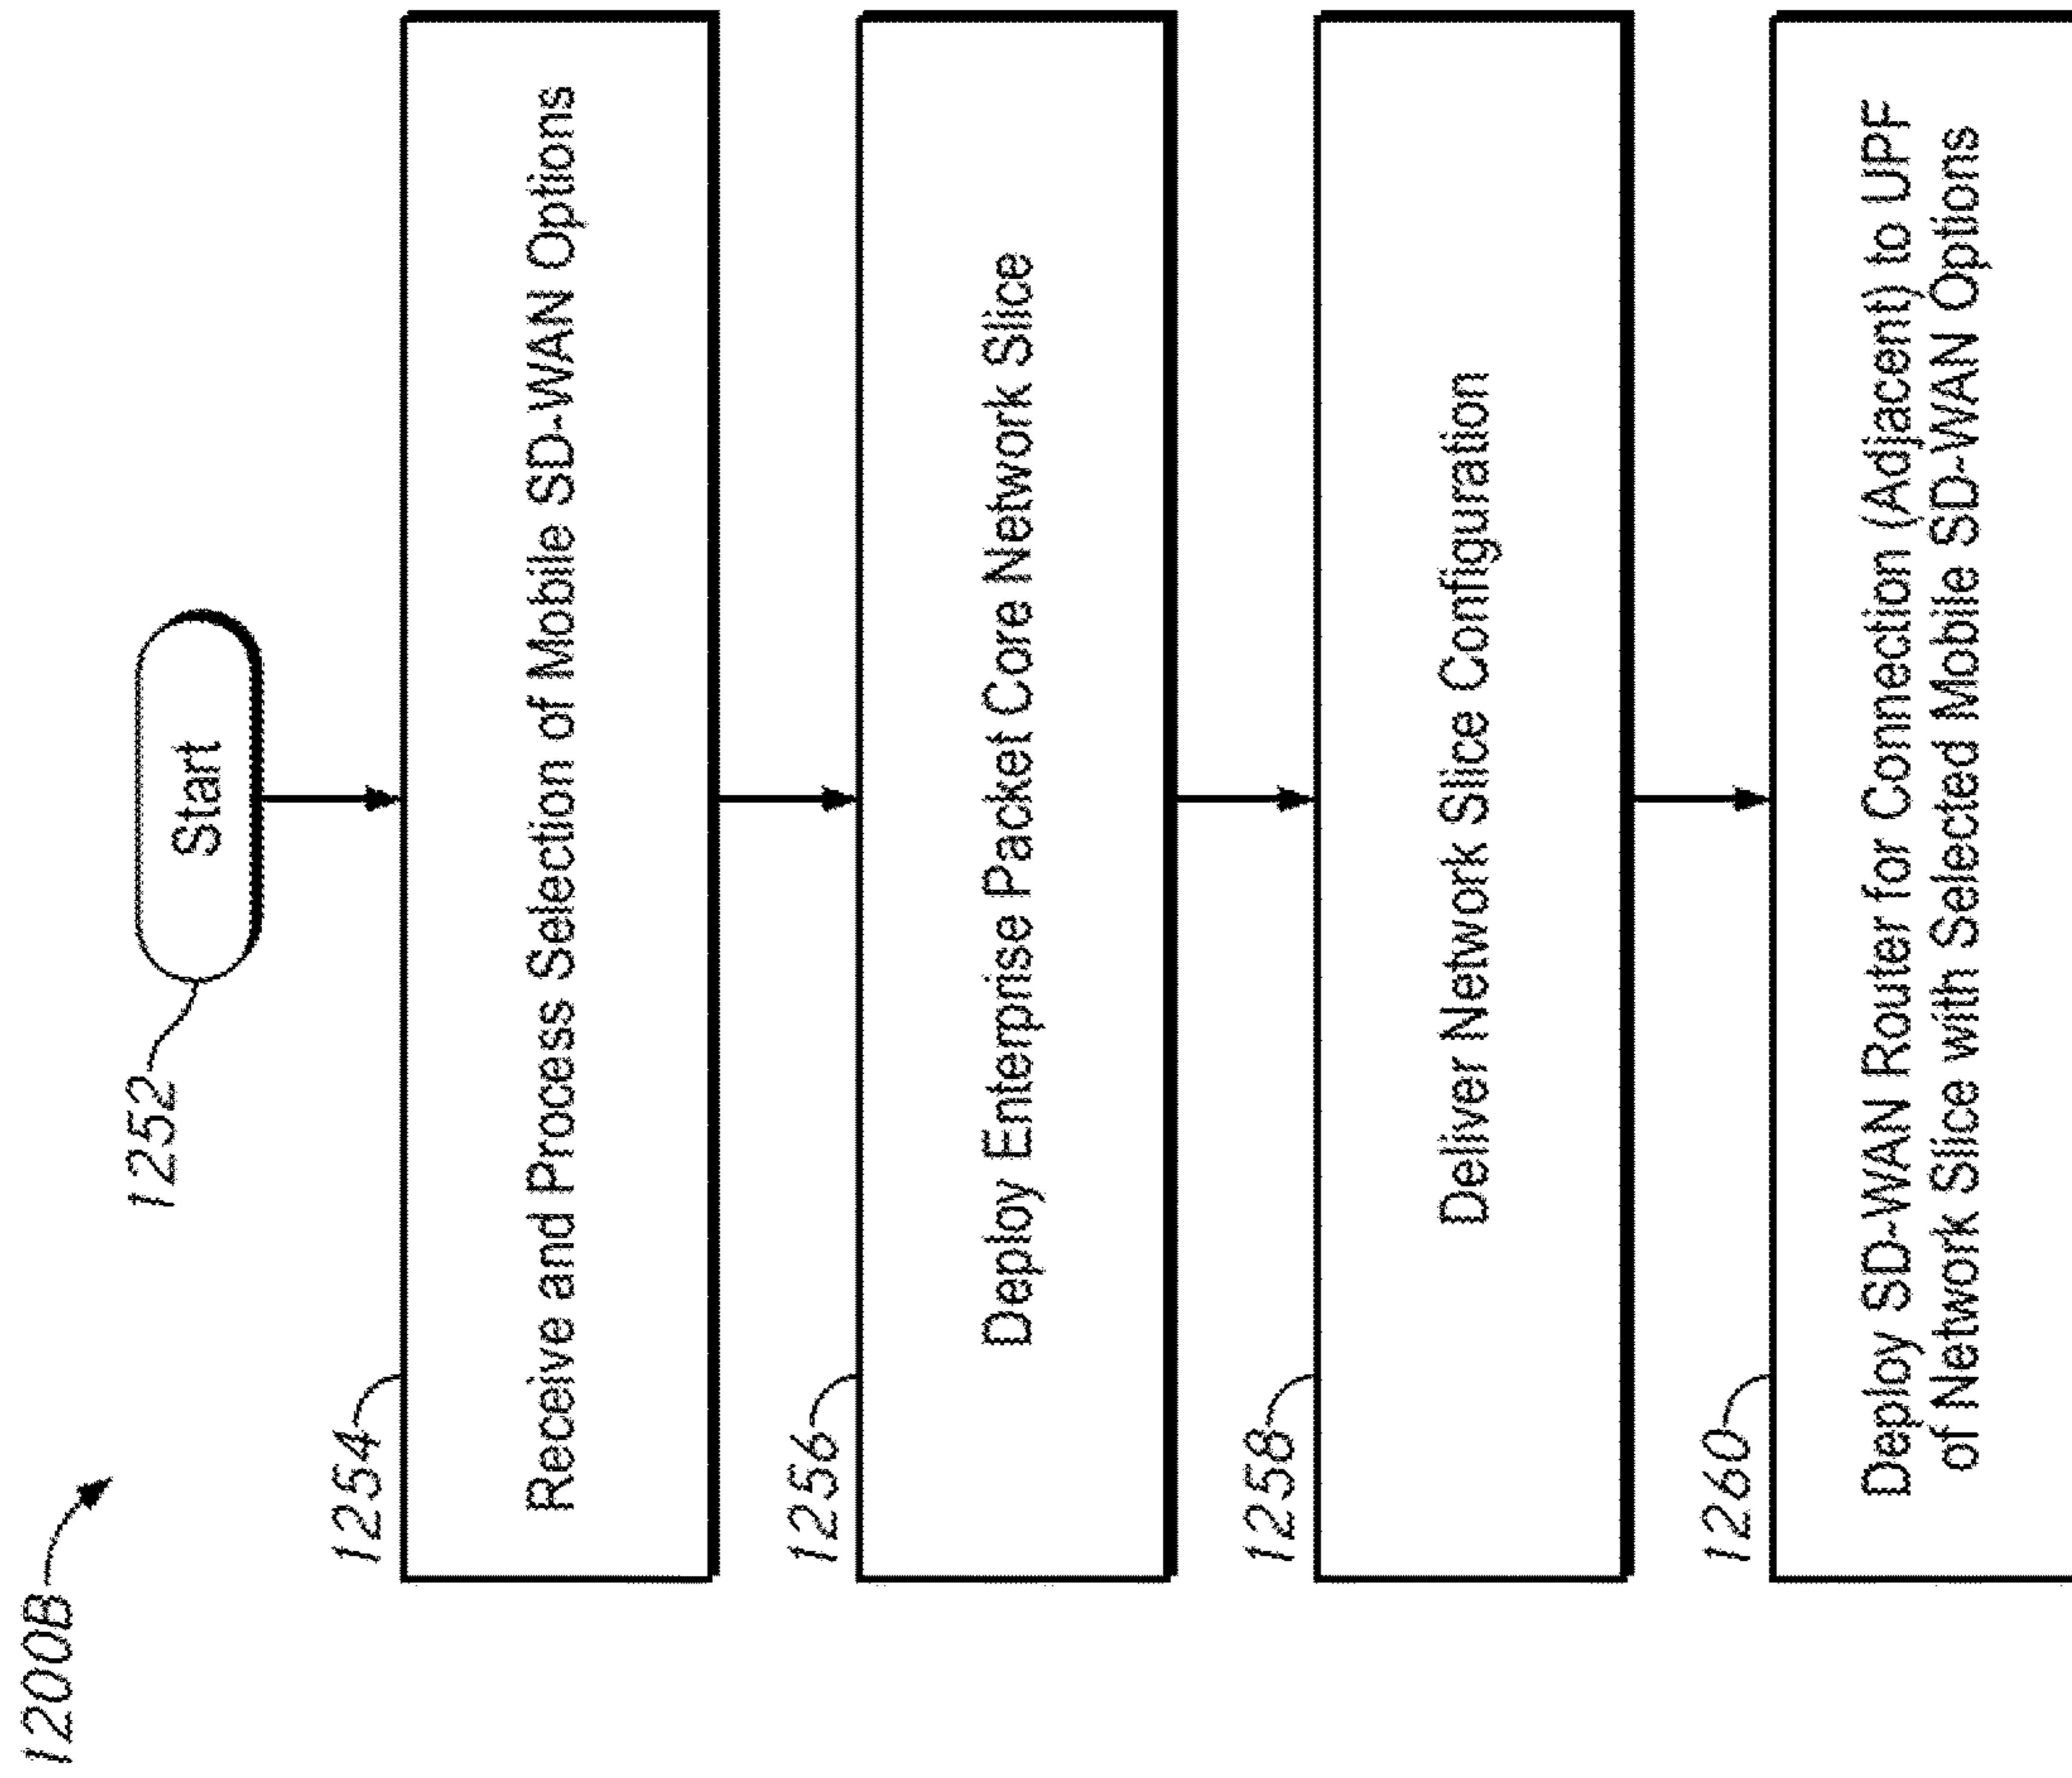 1200B
1252
Start
1254
Receive and Process Selection of Mobile SD-WAN Options
1256
Deploy Enterprise Packet Core Network Slice
1258
Deliver Network Slice Configuration
1260
Deploy SD-WAN Router for Connection (Adjacent) to UPF
of Network Slice with Selected Mobile SD-WAN Options